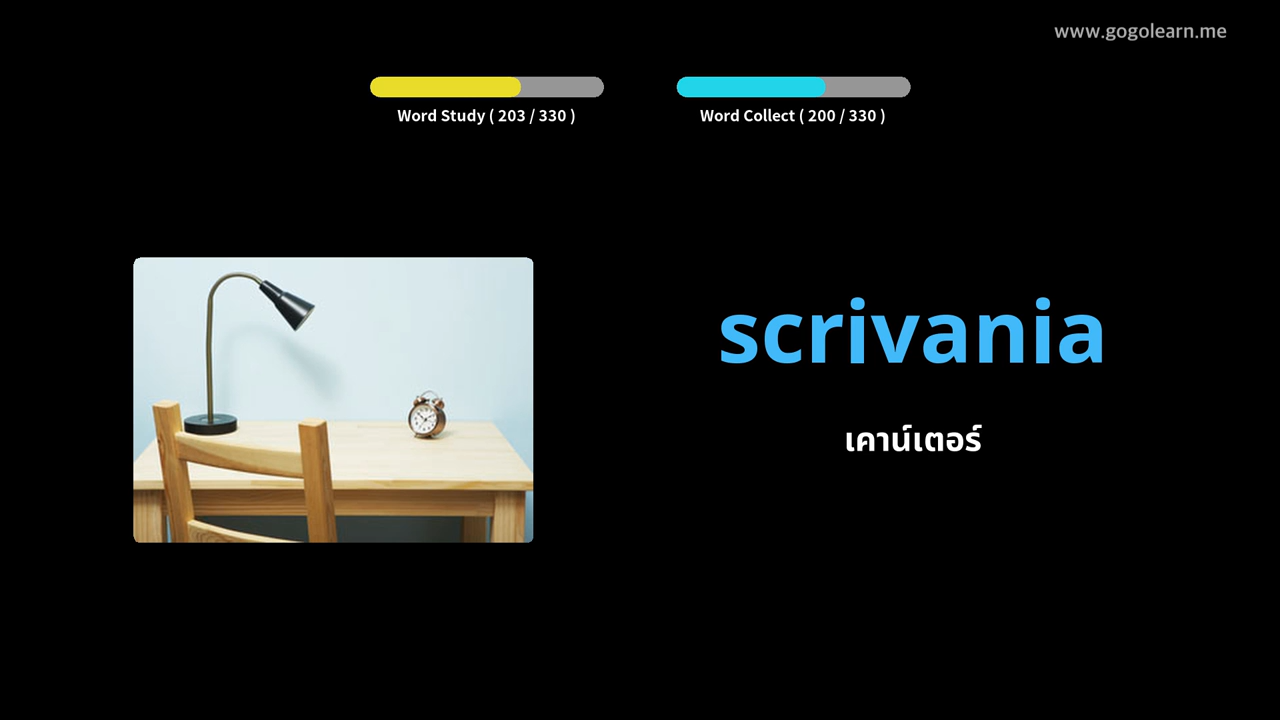 www.gogolearn.me
Word Study ( 203 / 330 )
Word Collect ( 200 / 330 )
scrivania
เคาน์เตอร์